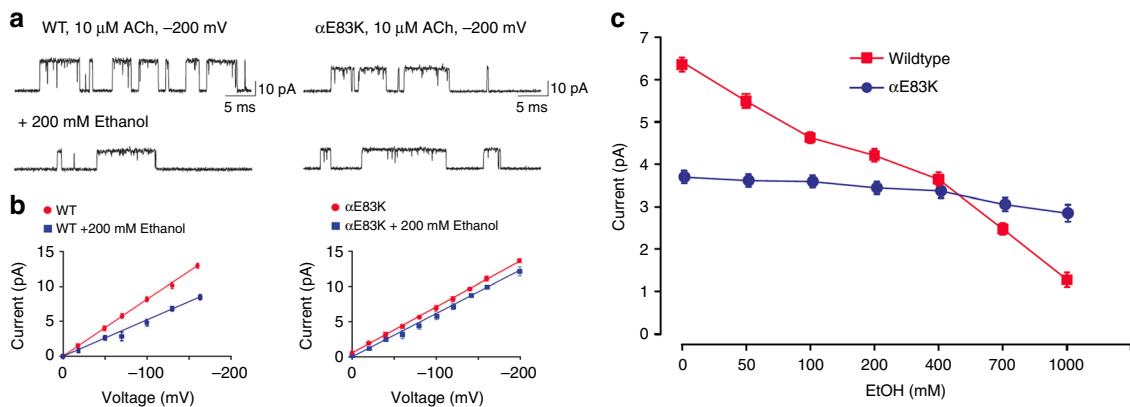 a
WT, 10 μM ACh, –200 mV
αE83K, 10 μM ACh, –200 mV
10 pA
5 ms
10 pA
5 ms
+ 200 mM Ethanol
b
WT
WT +200 mM Ethanol
15
10
5
0
Current (pA)
0
–100
–200
Voltage (mV)
αE83K
αE83K + 200 mM Ethanol
15
10
5
0
Current (pA)
0
–100
–200
Voltage (mV)
c
Wildtype
αE83K
7
6
5
4
3
2
1
0
Current (pA)
0
50
100
200
400
700
1000
EtOH (mM)